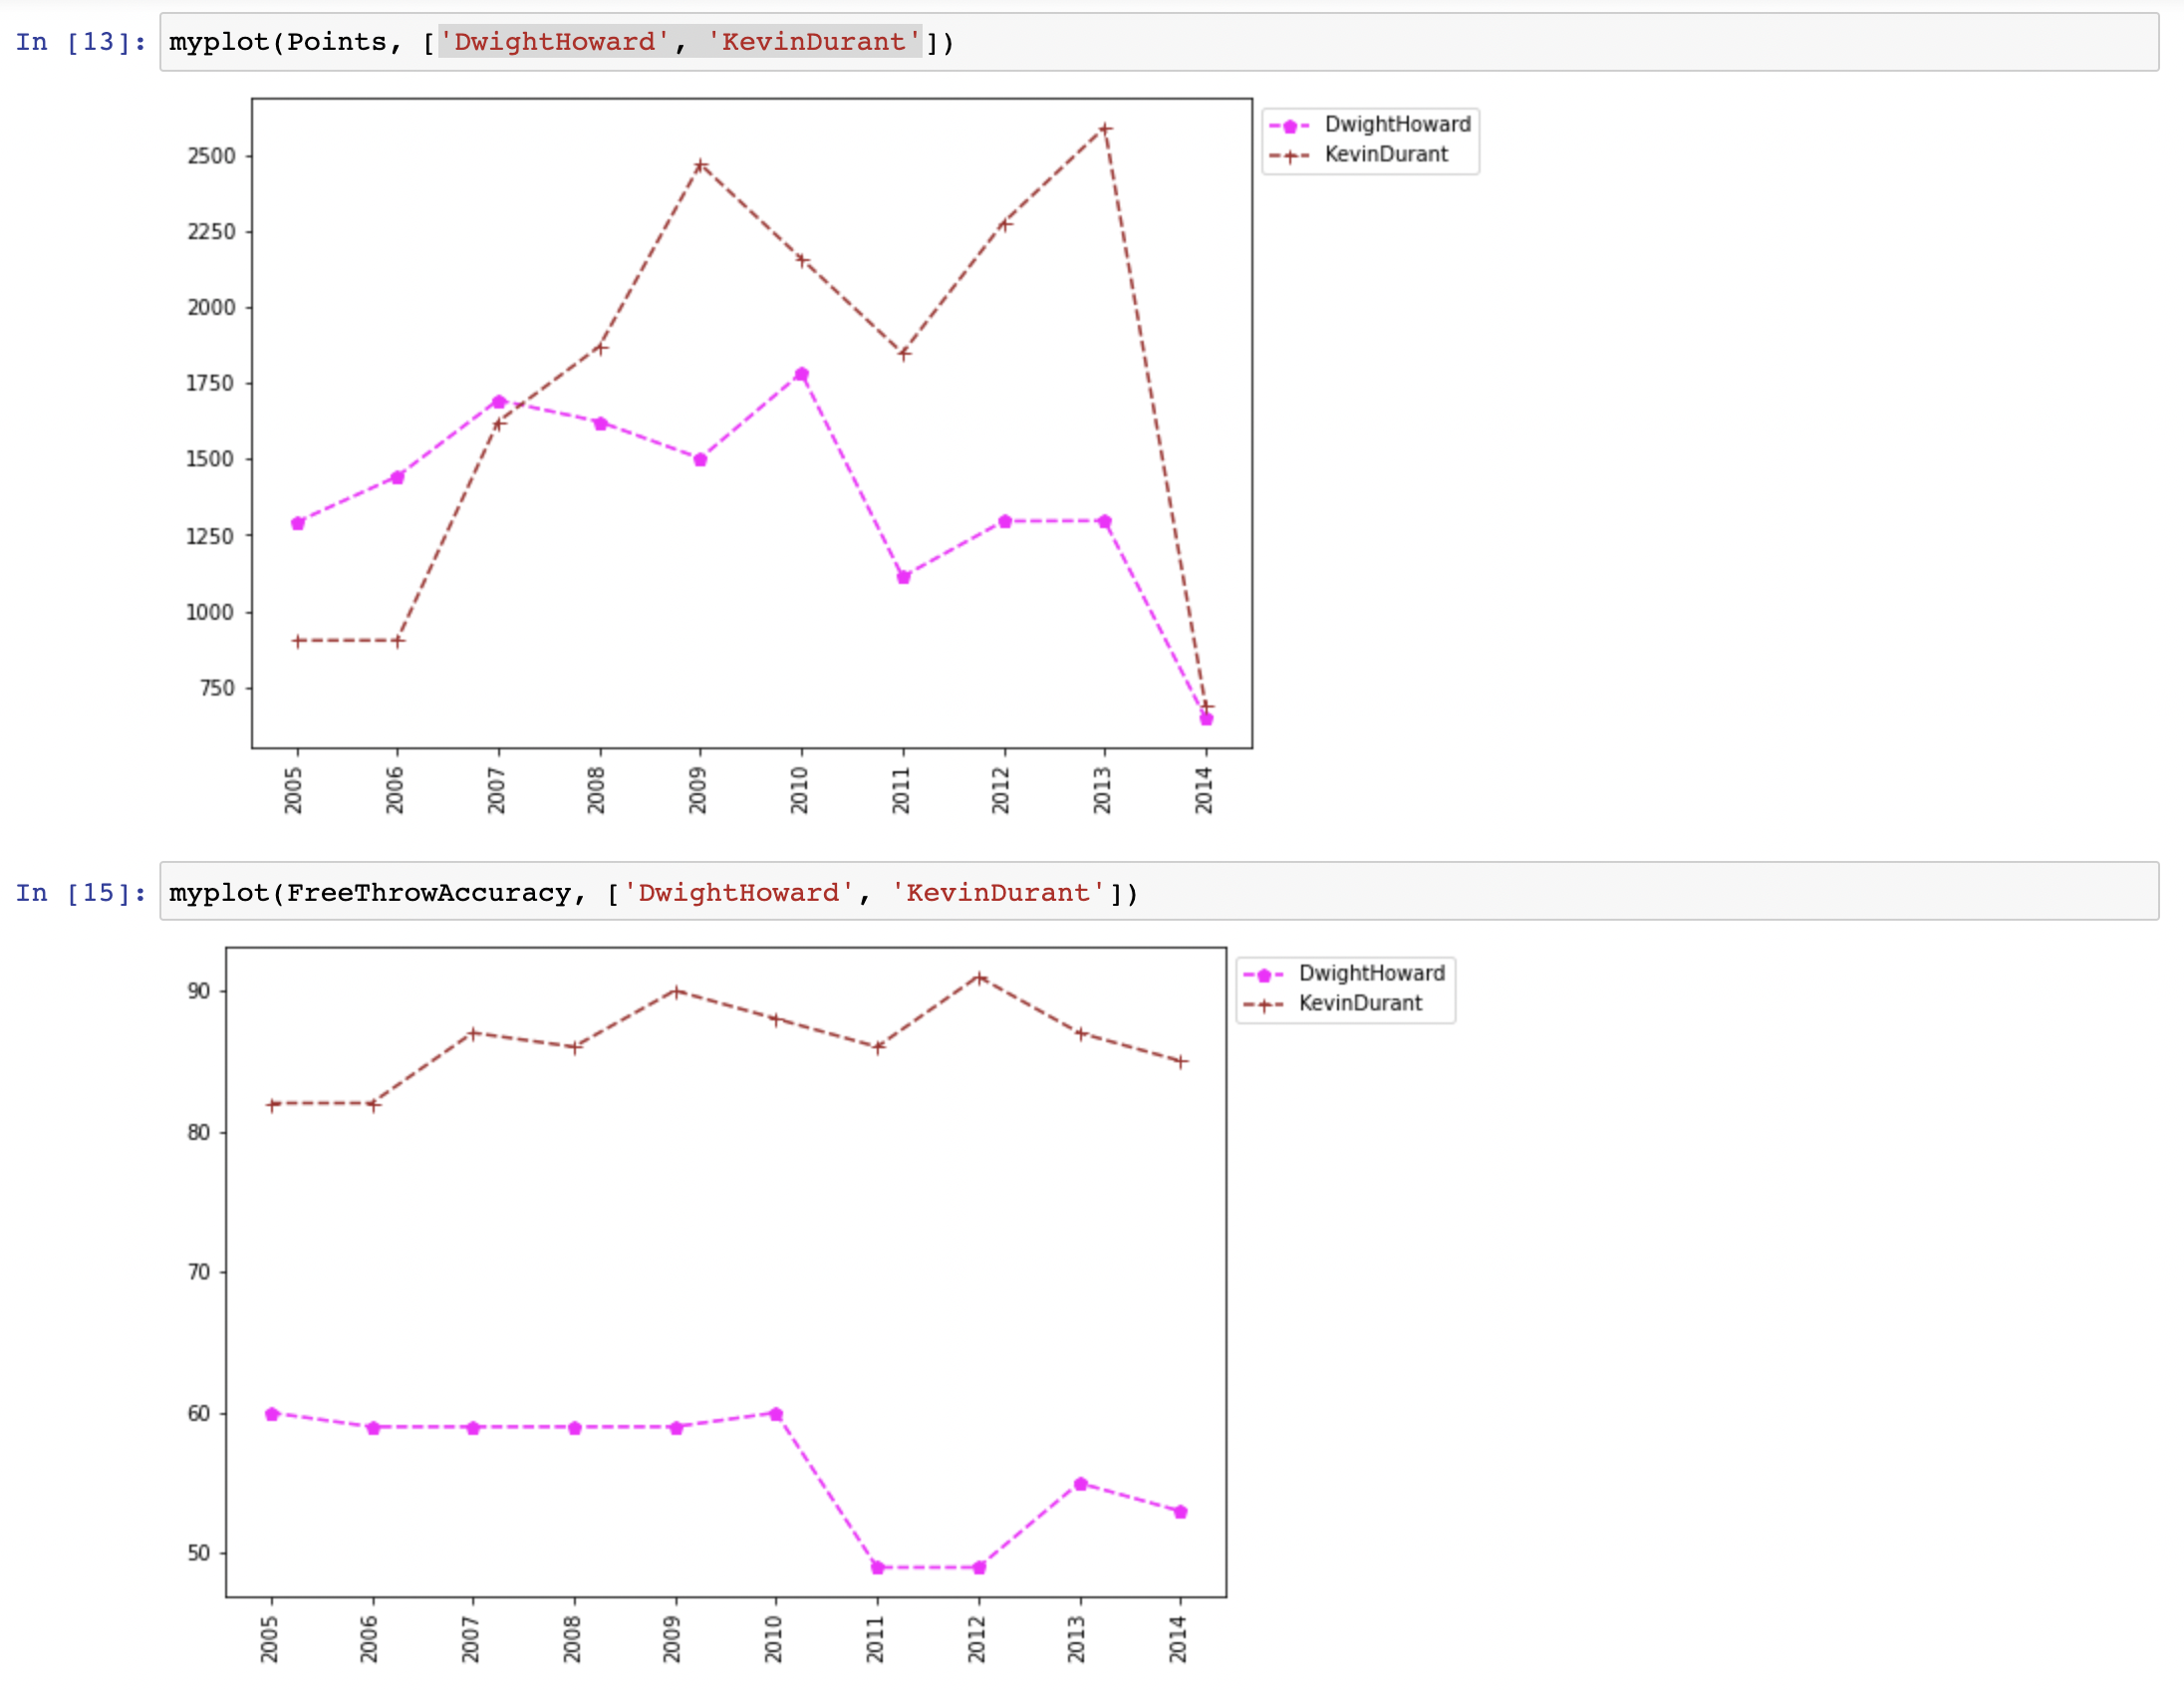 In [13]: myplot(Points, ['DwightHoward', 'KevinDurant'])
DwightHoward
KevinDurant
2500
2250
2000
1750
1500
1250
1000
750
2005 2006 2007 2008 2009 2010 2011 2012 2013 2014
In [15]: myplot(FreeThrowAccuracy, ['DwightHoward', 'KevinDurant'])
DwightHoward
KevinDurant
90
80
70
60
50
2005 2006 2007 2008 2009 2010 2011 2012 2013 2014